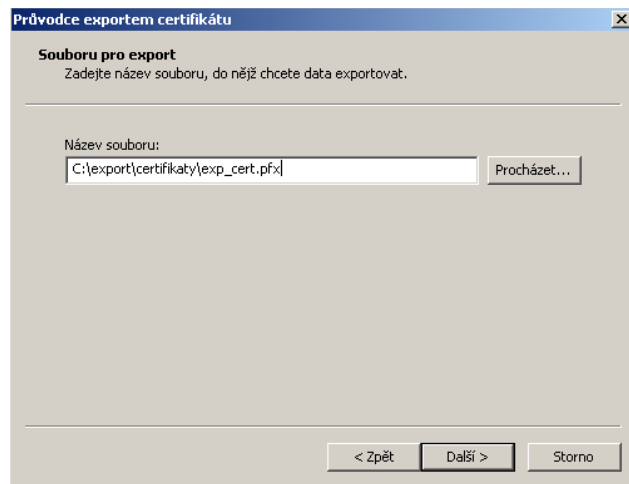 Průvodce exportem certifikátu
Souboru pro export
Zadejte název souboru, do nějž chcete data exportovat.
Název souboru:
C:\export\certifikaty\exp_cert.pfx
Procházet...
< Zpět
Další >
Storno